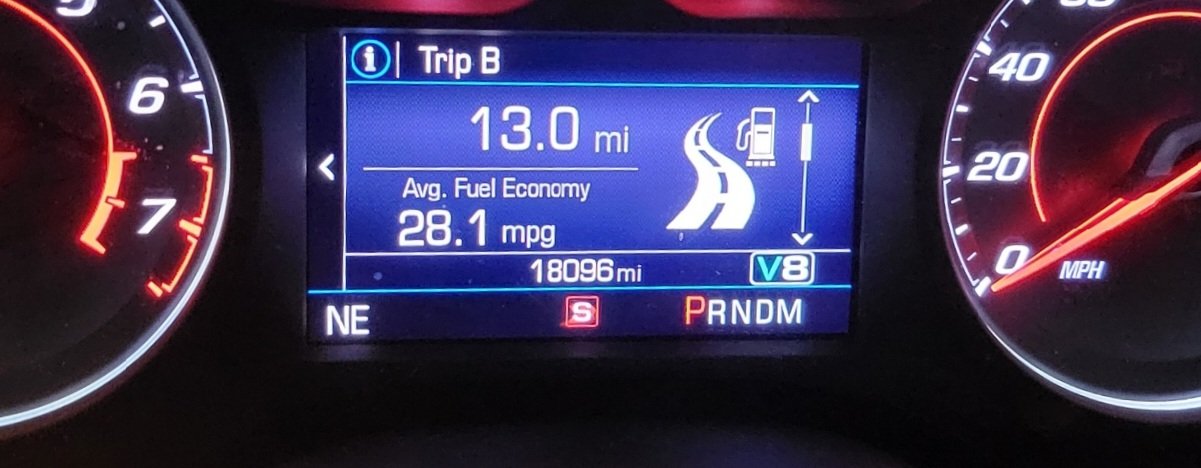 6
7
i Trip B
13.0 mi
Avg. Fuel Economy
28.1 mpg
18096 mi V8
NE S PRNDM
40
20
0 MPH